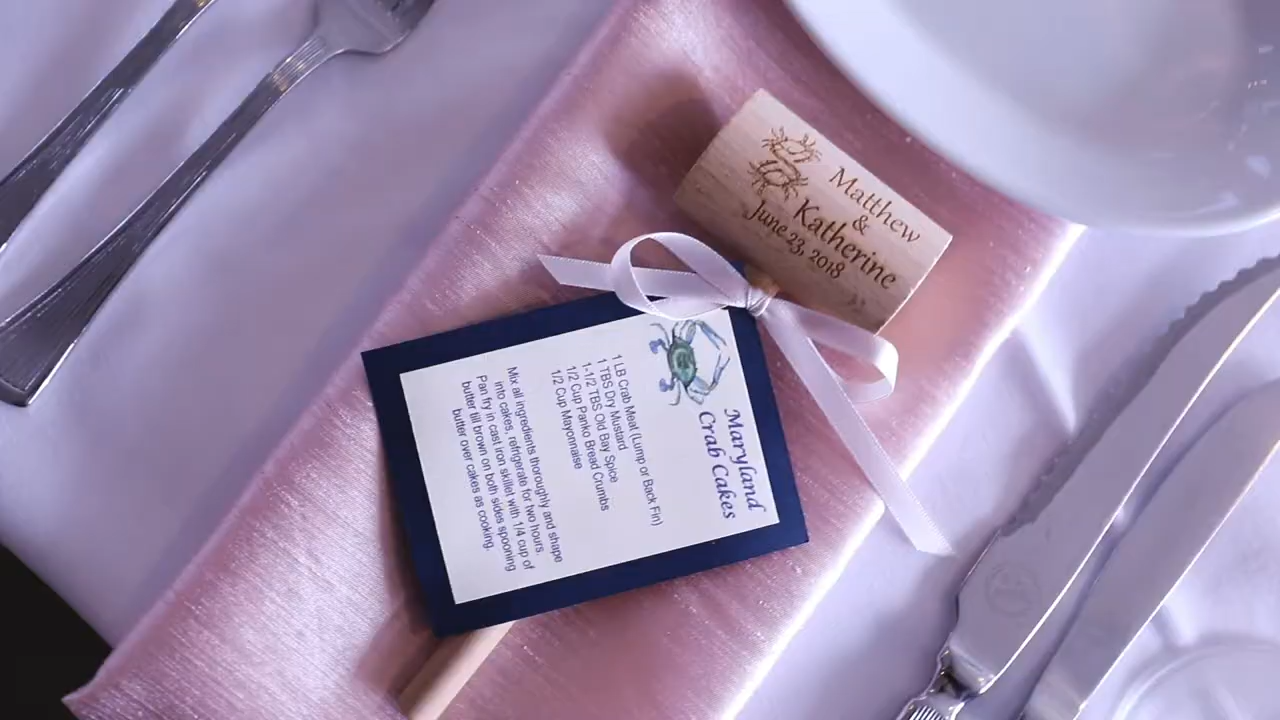 Matthew
&
Katherine
June 23, 2018
Maryland
Crab Cakes
1 LB Crab Meat (Lump or Back Fin)
1 TBS Dry Mustard
1-1/2 TBS Old Bay Spice
1/2 Cup Panko Bread Crumbs
1/2 Cup Mayonnaise
Mix all ingredients thoroughly and shape
into cakes, refrigerate for two hours.
Pan fry in cast iron skillet with 1/4 cup of
butter till brown on both sides spooning
butter over cakes as cooking.